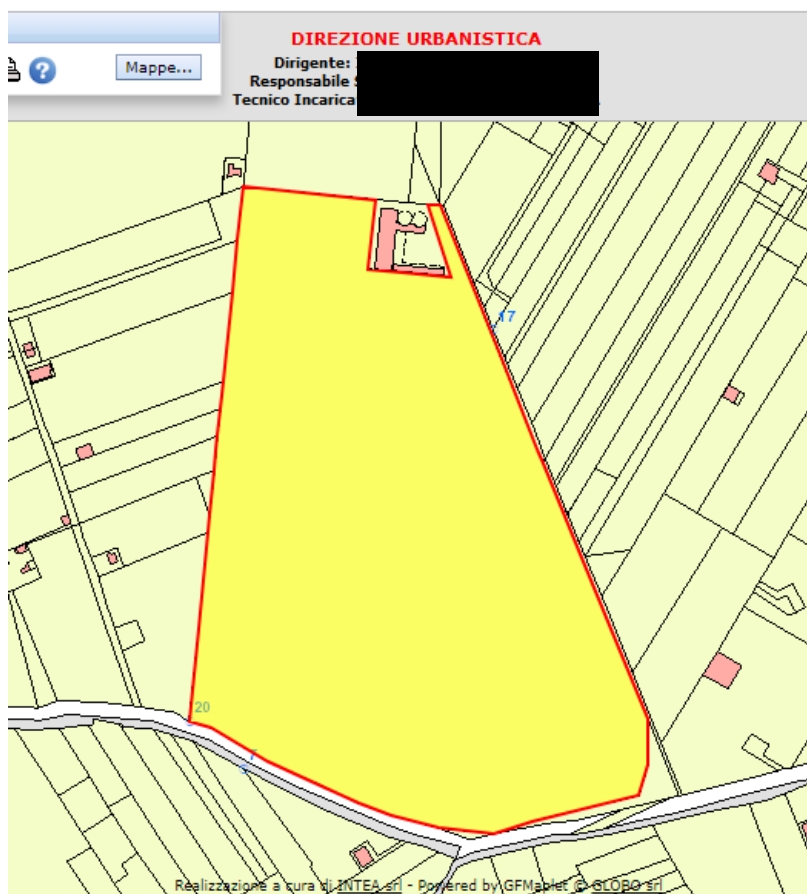 DIREZIONE URBANISTICA
Mappe...
Dirigente:
Responsabile
Tecnico Incarica
17
20
7
Realizzazione a cura di INTEA srl - Powered by GFMaplet © GLOBO srl